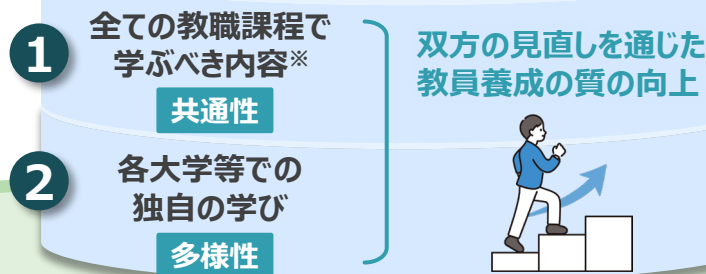 1
全ての教職課程で
学ぶべき内容※
共通性
2
各大学等での
独自の学び
多様性
双方の見直しを通じた
教員養成の質の向上